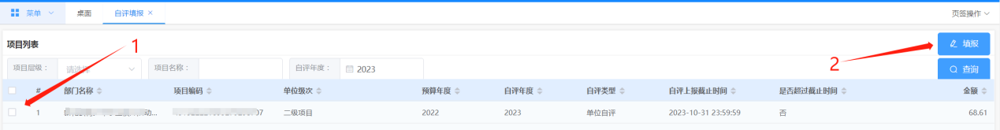 菜单 桌面 自评填报 × 页签操作
项目列表 1 填报
项目层级： 请选择 项目名称： 自评年度： 2023 2 查询
# 部门名称 项目编码 单位级次 预算年度 自评年度 自评类型 自评上报截止时间 是否超过截止时间 金额
1 二级项目 2022 2023 单位自评 2023-10-31 23:59:59 否 68.61